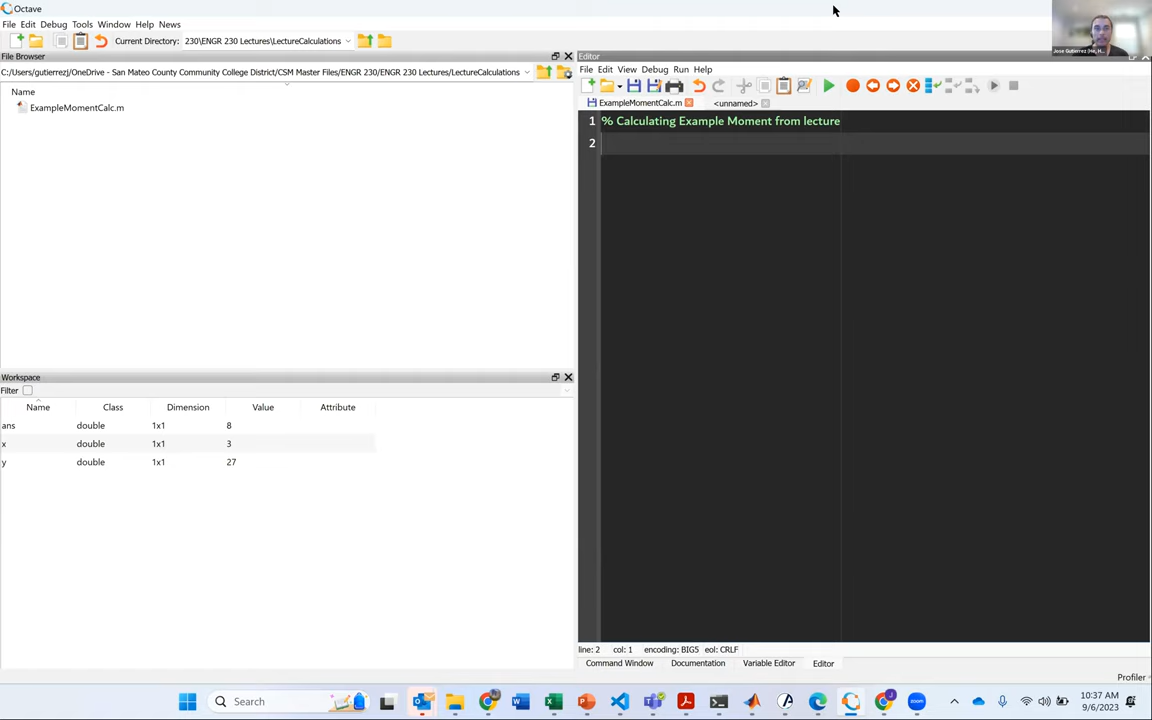 Octave
File Edit Debug Tools Window Help News
Current Directory: 230\ENGR 230 Lectures\LectureCalculations
File Browser
C:/Users/gutierrezj/OneDrive - San Mateo County Community College District/CSM Master Files/ENGR 230/ENGR 230 Lectures/LectureCalculations
Name
ExampleMomentCalc.m
Workspace
Filter
Name Class Dimension Value Attribute
ans double 1x1 8
x double 1x1 3
y double 1x1 27
Jose Gutierrez (He, H...
Editor
File Edit View Debug Run Help
ExampleMomentCalc.m <unnamed>
1 % Calculating Example Moment from lecture
2
line: 2 col: 1 encoding: BIG5 eol: CRLF
Command Window Documentation Variable Editor Editor
Profiler
Search
zoom
10:37 AM
9/6/2023